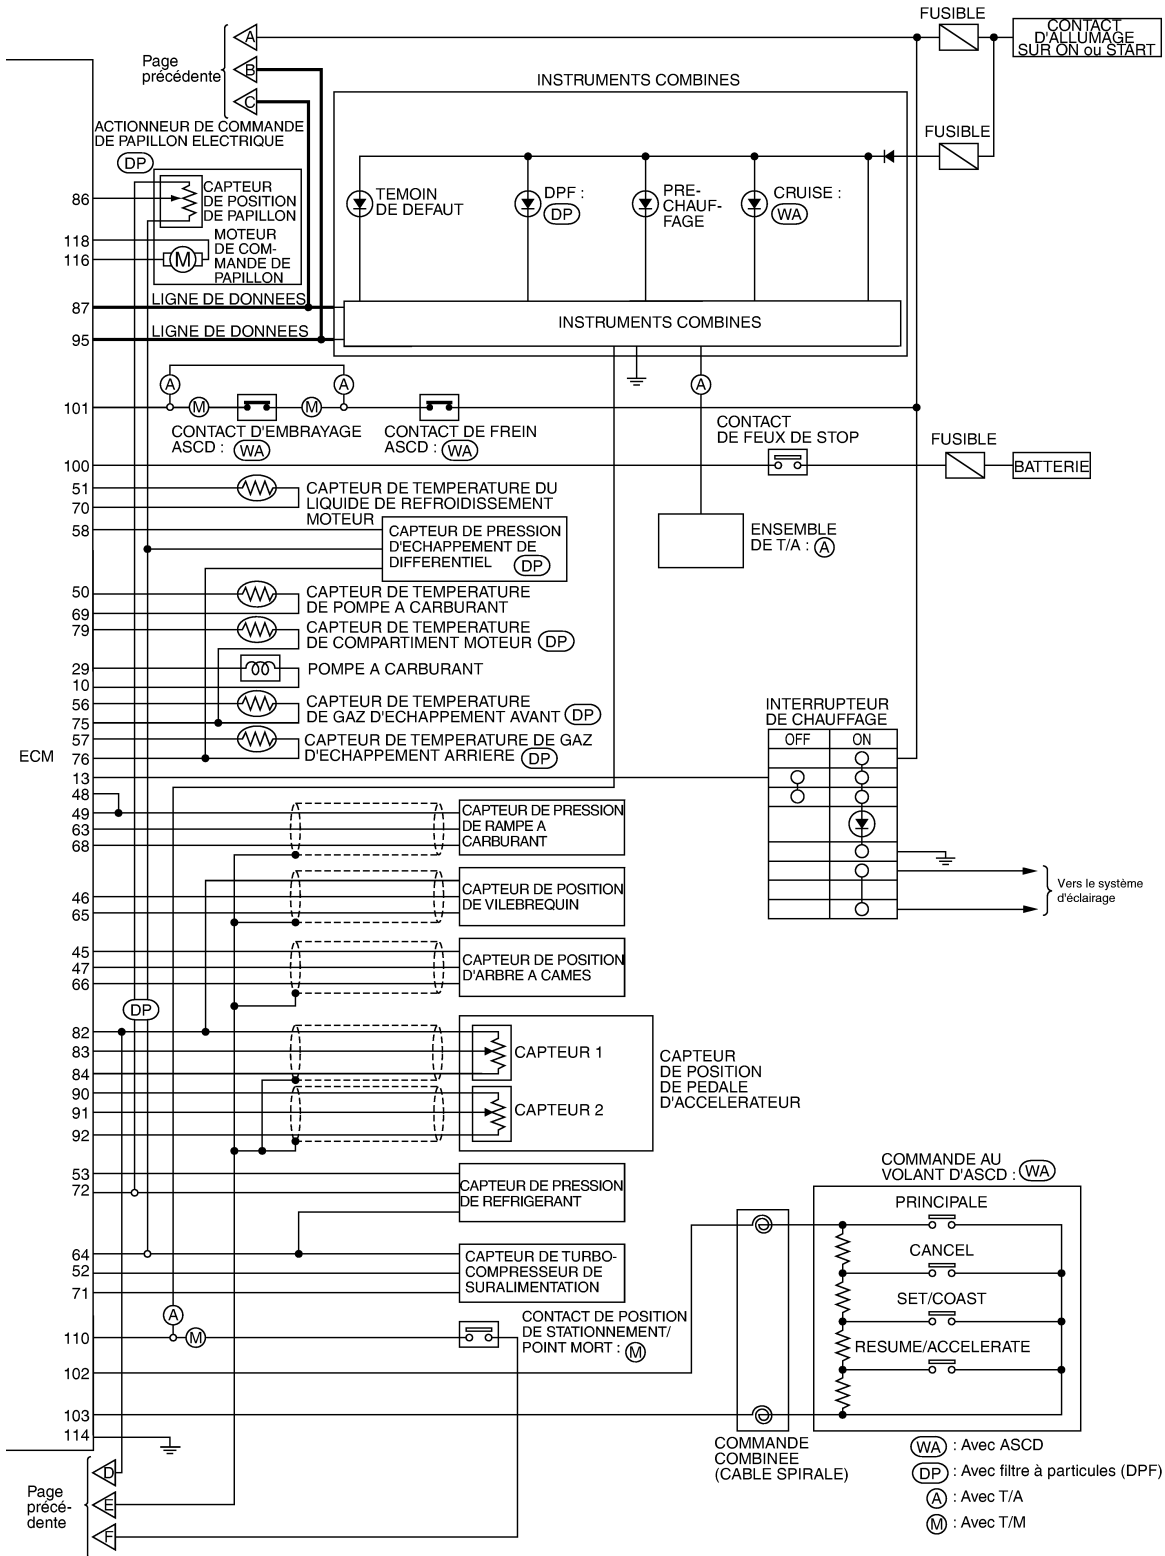 FUSIBLE
CONTACT
D'ALLUMAGE
SUR ON ou START
A
Page
précédente
B
C
INSTRUMENTS COMBINES
FUSIBLE
ACTIONNEUR DE COMMANDE
DE PAPILLON ELECTRIQUE
DP
86
CAPTEUR
DE POSITION
DE PAPILLON
TEMOIN
DE DEFAUT
DPF :
DP
PRE-
CHAUF-
FAGE
CRUISE :
WA
118
116
M
MOTEUR
DE COM-
MANDE DE
PAPILLON
87
LIGNE DE DONNEES
INSTRUMENTS COMBINES
95
LIGNE DE DONNEES
A
A
A
101
M
M
CONTACT D'EMBRAYAGE
ASCD : WA
CONTACT DE FREIN
ASCD : WA
CONTACT
DE FEUX DE STOP
FUSIBLE
BATTERIE
100
51
70
CAPTEUR DE TEMPERATURE DU
LIQUIDE DE REFROIDISSEMENT
MOTEUR
58
CAPTEUR DE PRESSION
D'ECHAPPEMENT DE
DIFFERENTIEL DP
ENSEMBLE
DE T/A : A
50
69
CAPTEUR DE TEMPERATURE
DE POMPE A CARBURANT
79
CAPTEUR DE TEMPERATURE
DE COMPARTIMENT MOTEUR DP
29
10
POMPE A CARBURANT
56
75
CAPTEUR DE TEMPERATURE
DE GAZ D'ECHAPPEMENT AVANT DP
57
76
CAPTEUR DE TEMPERATURE DE GAZ
D'ECHAPPEMENT ARRIERE DP
ECM
INTERRUPTEUR
DE CHAUFFAGE
OFF ON
Vers le système
d'éclairage
13
48
49
63
68
CAPTEUR DE PRESSION
DE RAMPE A
CARBURANT
46
65
CAPTEUR DE POSITION
DE VILEBREQUIN
45
47
66
CAPTEUR DE POSITION
D'ARBRE A CAMES
DP
82
83
84
CAPTEUR 1
90
91
92
CAPTEUR 2
CAPTEUR
DE POSITION
DE PEDALE
D'ACCELERATEUR
53
72
CAPTEUR DE PRESSION
DE REFRIGERANT
64
52
71
CAPTEUR DE TURBO-
COMPRESSEUR DE
SURALIMENTATION
A
110
M
CONTACT DE POSITION
DE STATIONNEMENT/
POINT MORT : M
102
103
114
COMMANDE AU
VOLANT D'ASCD : WA
PRINCIPALE
CANCEL
SET/COAST
RESUME/ACCELERATE
COMMANDE
COMBINEE
(CABLE SPIRALE)
D
Page
précé-
dente
E
F
WA : Avec ASCD
DP : Avec filtre à particules (DPF)
A : Avec T/A
M : Avec T/M